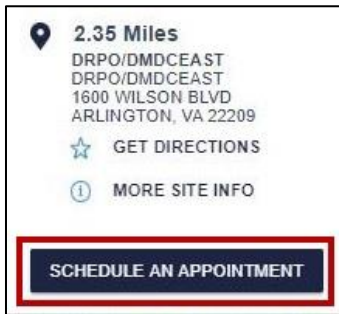 2.35 Miles
DRPO/DMDCEAST
DRPO/DMDCEAST
1600 WILSON BLVD
ARLINGTON, VA 22209
GET DIRECTIONS
MORE SITE INFO
SCHEDULE AN APPOINTMENT